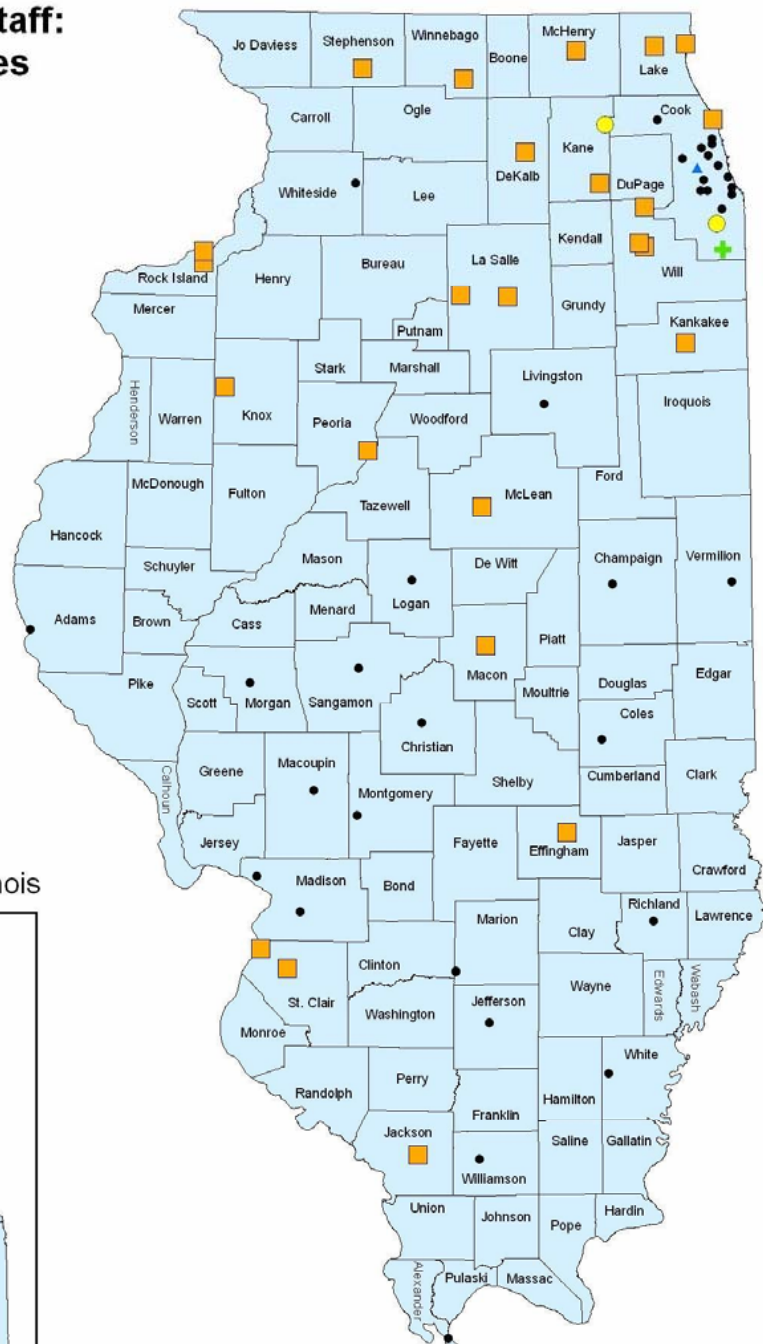 taff:
es
Jo Daviess
Stephenson
Winnebago
Boone
McHenry
Lake
Carroll
Ogle
DeKalb
Kane
Cook
DuPage
Whiteside
Lee
Kendall
Will
Rock Island
Henry
Bureau
La Salle
Grundy
Mercer
Putnam
Kankakee
Henderson
Warren
Knox
Stark
Marshall
Peoria
Woodford
Livingston
Iroquois
Ford
Hancock
McDonough
Fulton
Tazewell
McLean
Schuyler
Mason
De Witt
Champaign
Vermilion
Adams
Brown
Cass
Menard
Logan
Piatt
Macon
Pike
Scott
Morgan
Sangamon
Christian
Moultrie
Douglas
Edgar
Coles
Calhoun
Greene
Macoupin
Montgomery
Shelby
Cumberland
Clark
Jersey
Fayette
Effingham
Jasper
Crawford
nois
Madison
Bond
Marion
Clay
Richland
Lawrence
Clinton
St. Clair
Washington
Jefferson
Wayne
Edwards
Wabash
Monroe
Randolph
Perry
Franklin
Hamilton
White
Jackson
Williamson
Saline
Gallatin
Union
Johnson
Pope
Hardin
Alexander
Pulaski
Massac